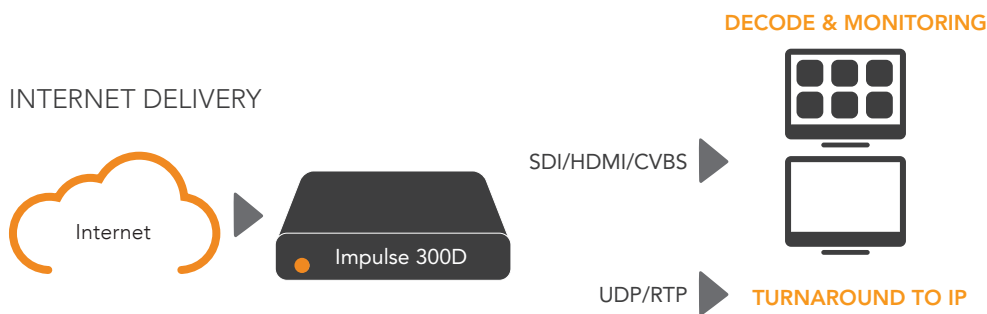 DECODE & MONITORING
INTERNET DELIVERY
SDI/HDMI/CVBS
Internet
Impulse 300D
UDP/RTP
TURNAROUND TO IP